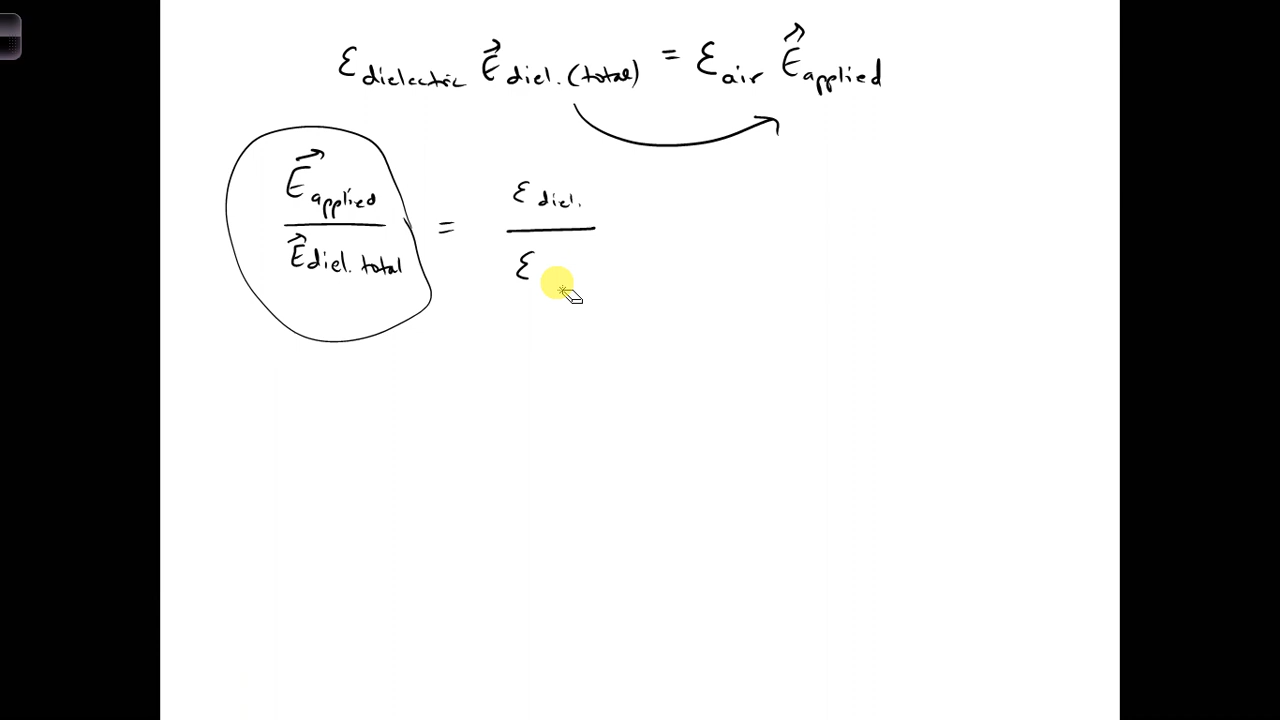 ε dielectric E⃗ diel. (total) = ε air E⃗ applied
E⃗ applied / E⃗ diel. total = ε diel. / ε